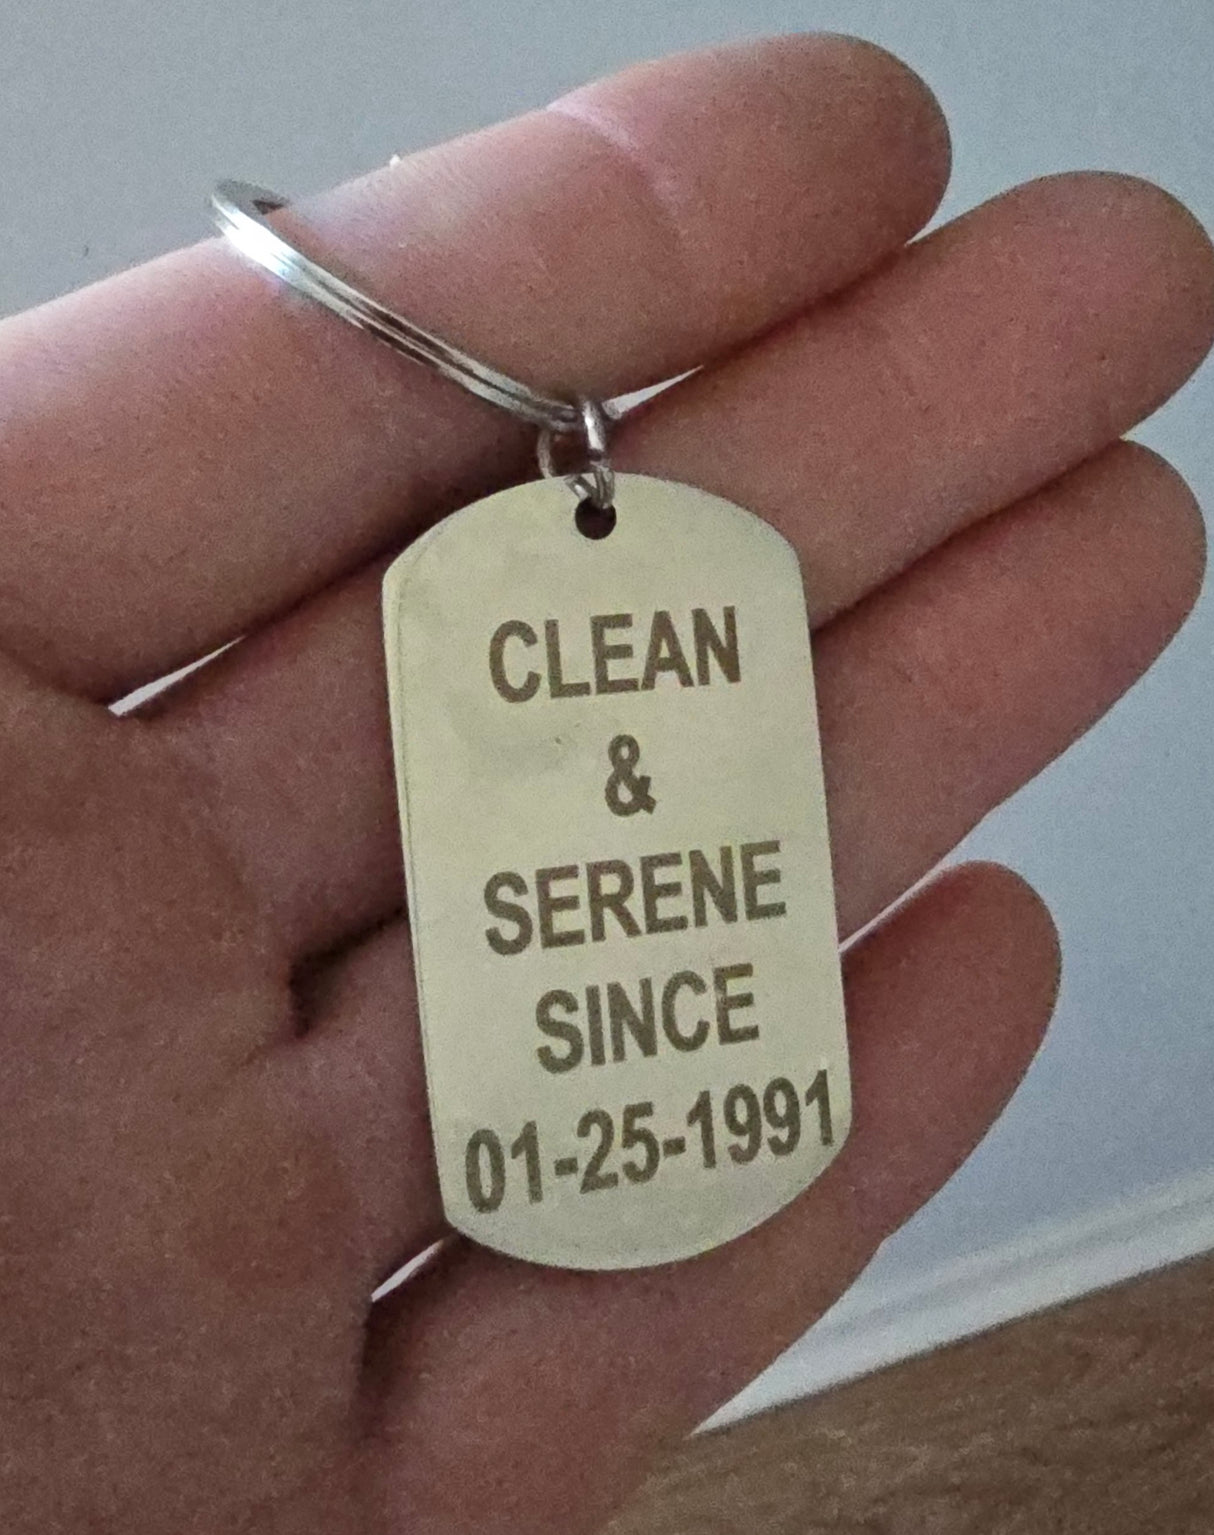 CLEAN
&
SERENE
SINCE
01-25-1991